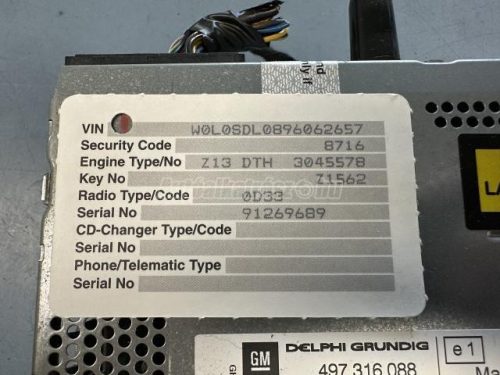 VIN W0L0SDL0896062657
Security Code 8716
Engine Type/No Z13 DTH 3045578
Key No Z1562
Radio Type/Code 0D33
Serial No 91269689
CD-Changer Type/Code
Serial No
Phone/Telematic Type
Serial No
GM DELPHI GRUNDIG e1
497.316.088 Ma
LA